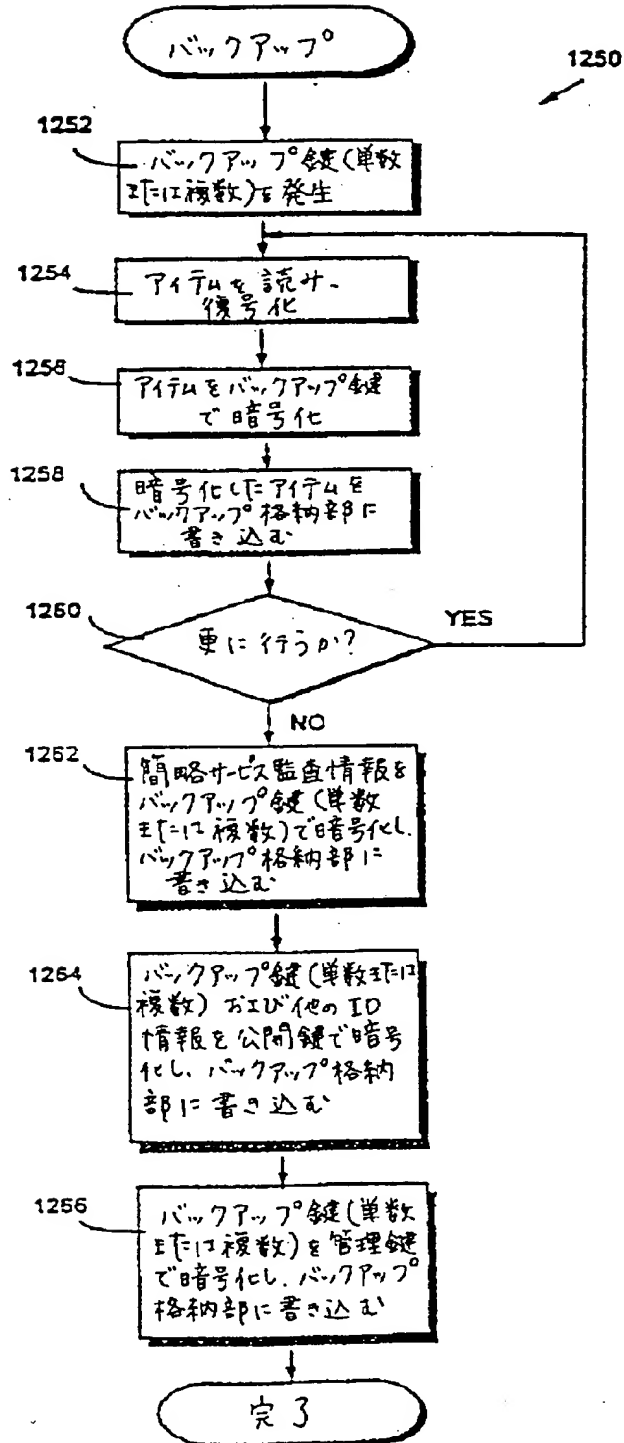 バックアップ
1250
1252
バックアップ鍵(単数
または複数)を発生
1254
アイテムを読み、
復号化
1258
アイテムをバックアップ鍵
で暗号化
1258
暗号化したアイテムを
バックアップ格納部に
書き込む
1260
更に行うか?
YES
NO
1262
簡略サービス監査情報を
バックアップ鍵(単数
または複数)で暗号化し、
バックアップ格納部に
書き込む
1264
バックアップ鍵(単数または
複数)および他のID
情報を公開鍵で暗号
化し、バックアップ格納
部に書き込む
1266
バックアップ鍵(単数
または複数)を管理鍵
で暗号化し、バックアップ
格納部に書き込む
完了